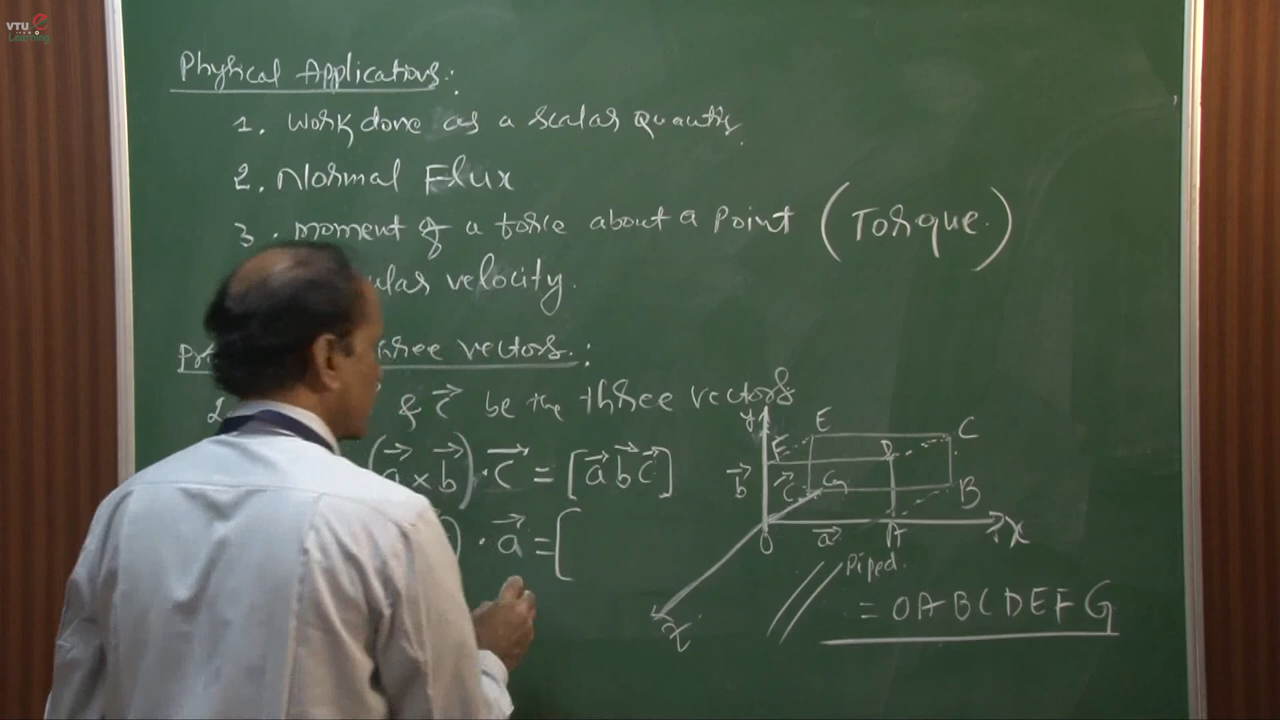 VTU e
Learning
Physical Applications:
1. Work done as a scalar Quantity.
2. Normal Flux
3. Moment of a force about a Point (Torque.)
ular velocity.
Three vectors. :
& c⃗ be the three vectors
(a⃗ × b⃗) · c⃗ = [a⃗ b⃗ c⃗]
) · a⃗ = [
y E C
F D
b⃗ c⃗ G B
O a⃗ A x
z
// Piped.
= OABCDEFG